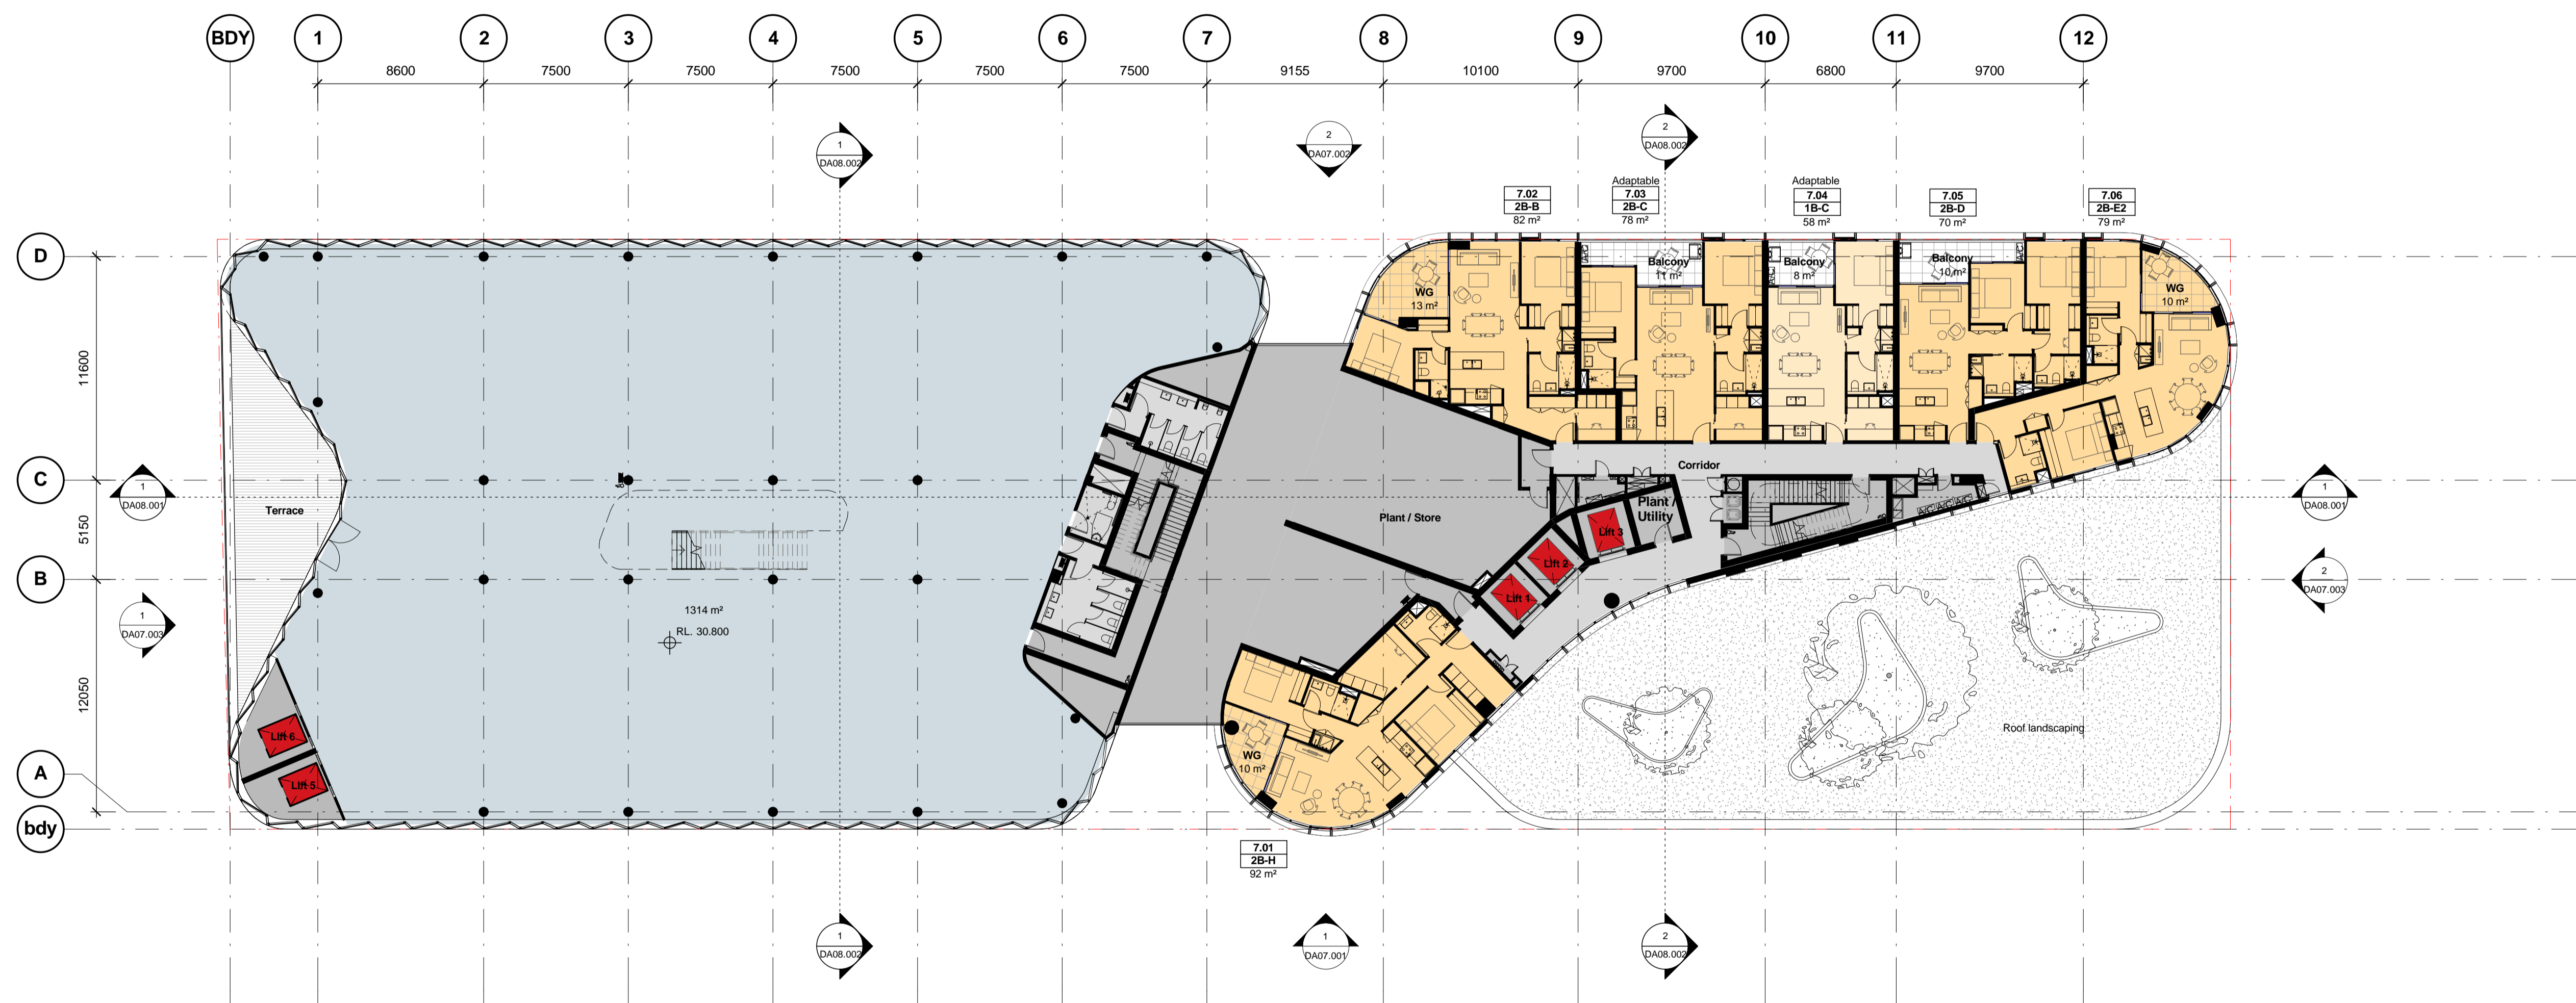 BDY 1 2 3 4 5 6 7 8 9 10 11 12
8600 7500 7500 7500 7500 7500 9155 10100 9700 6800 9700
1
DA08.002
2
DA07.002
2
DA08.002
7.02
2B-B
82 m²
Adaptable
7.03
2B-C
78 m²
Adaptable
7.04
1B-C
58 m²
7.05
2B-D
70 m²
7.06
2B-E2
79 m²
D
C
B
A
bdy
11600
5150
12050
WG
13 m²
Balcony
11 m²
Balcony
8 m²
Balcony
10 m²
WG
10 m²
1
DA08.001
1
DA07.003
Terrace
1314 m²
RL. 30.800
Lift 6
Lift 5
Plant / Store
Corridor
Plant /
Utility
Lift 3
Lift 2
Lift 1
A/C A/C A/C
Roof landscaping
WG
10 m²
1
DA08.001
2
DA07.003
7.01
2B-H
92 m²
1
DA08.002
1
DA07.001
2
DA08.002